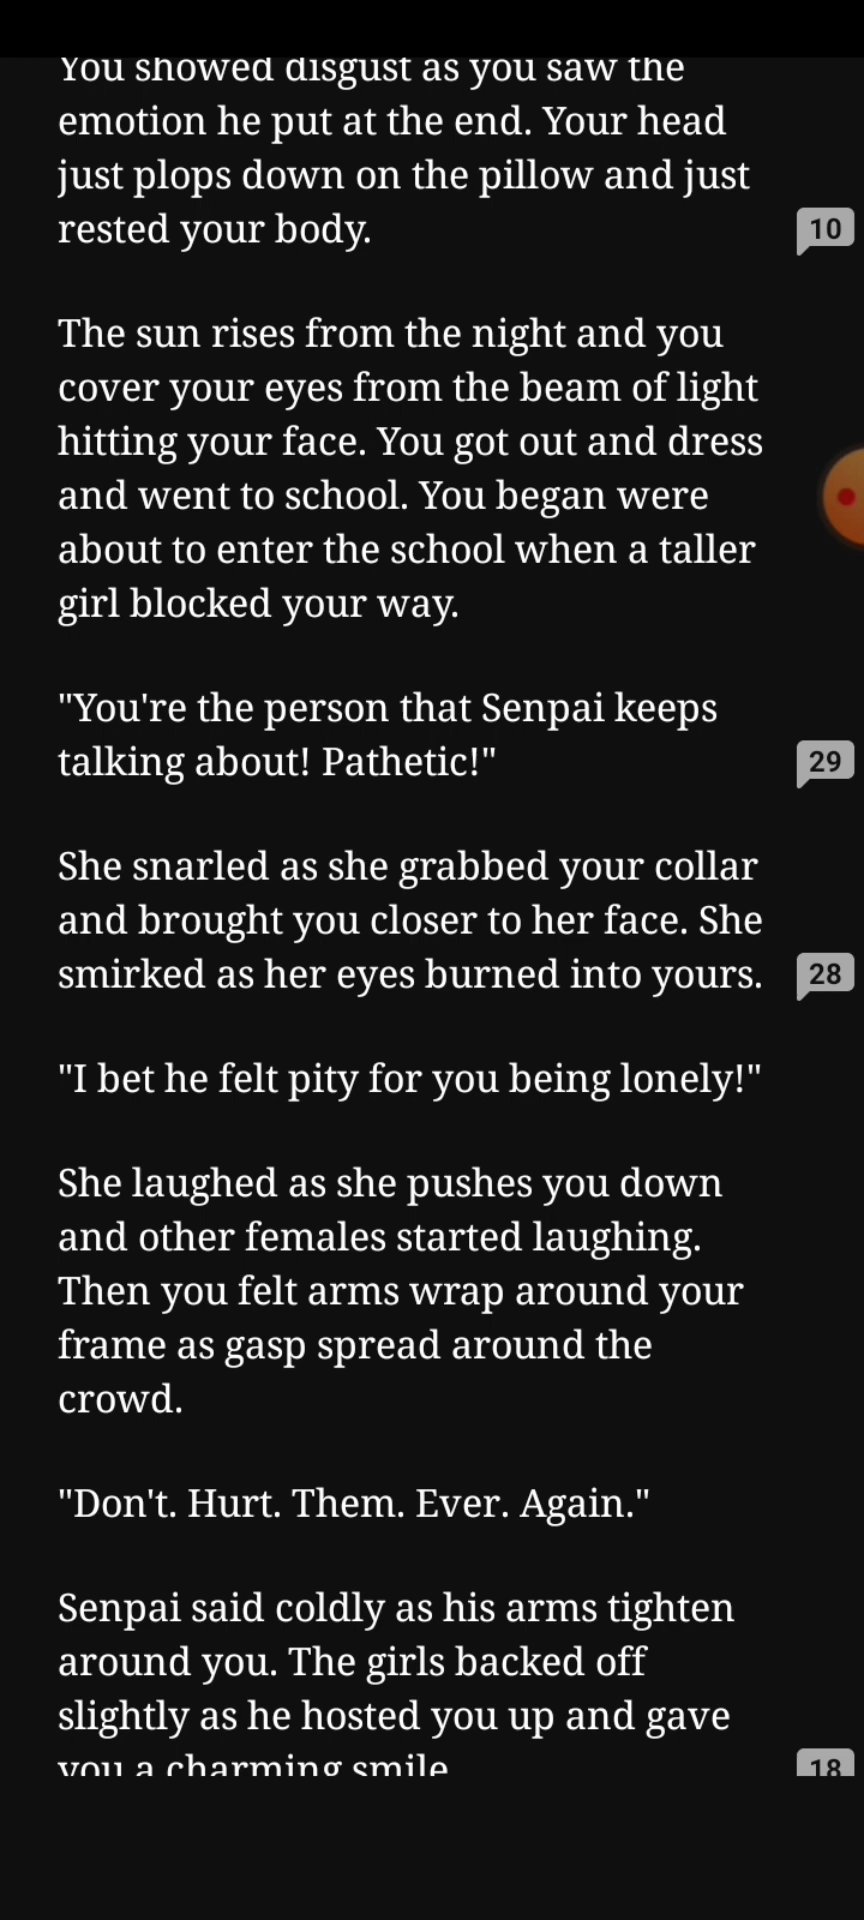 You showed disgust as you saw the
emotion he put at the end. Your head
just plops down on the pillow and just
rested your body.
10
The sun rises from the night and you
cover your eyes from the beam of light
hitting your face. You got out and dress
and went to school. You began were
about to enter the school when a taller
girl blocked your way.
"You're the person that Senpai keeps
talking about! Pathetic!"
29
She snarled as she grabbed your collar
and brought you closer to her face. She
smirked as her eyes burned into yours.
28
"I bet he felt pity for you being lonely!"
She laughed as she pushes you down
and other females started laughing.
Then you felt arms wrap around your
frame as gasp spread around the
crowd.
"Don't. Hurt. Them. Ever. Again."
Senpai said coldly as his arms tighten
around you. The girls backed off
slightly as he hosted you up and gave
you a charming smile
18